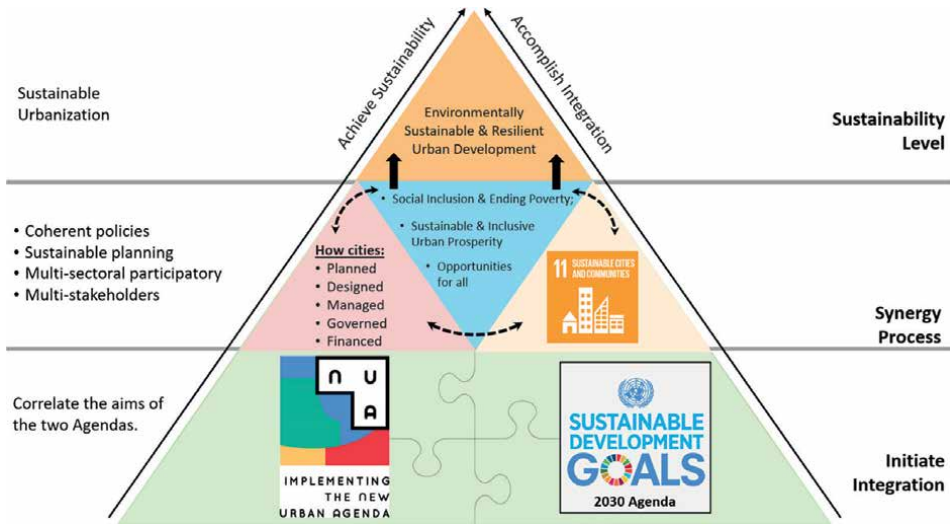 Achieve Sustainability
Accomplish Integration
Sustainable
Urbanization
Environmentally
Sustainable & Resilient
Urban Development
Sustainability
Level
• Coherent policies
• Sustainable planning
• Multi-sectoral participatory
• Multi-stakeholders
• Social Inclusion & Ending Poverty;
• Sustainable & Inclusive
Urban Prosperity
• Opportunities
for all
How cities:
• Planned
• Designed
• Managed
• Governed
• Financed
11 SUSTAINABLE CITIES
AND COMMUNITIES
Synergy
Process
Correlate the aims of
the two Agendas.
N U
A
IMPLEMENTING
THE NEW
URBAN AGENDA
SUSTAINABLE
DEVELOPMENT
GOALS
2030 Agenda
Initiate
Integration